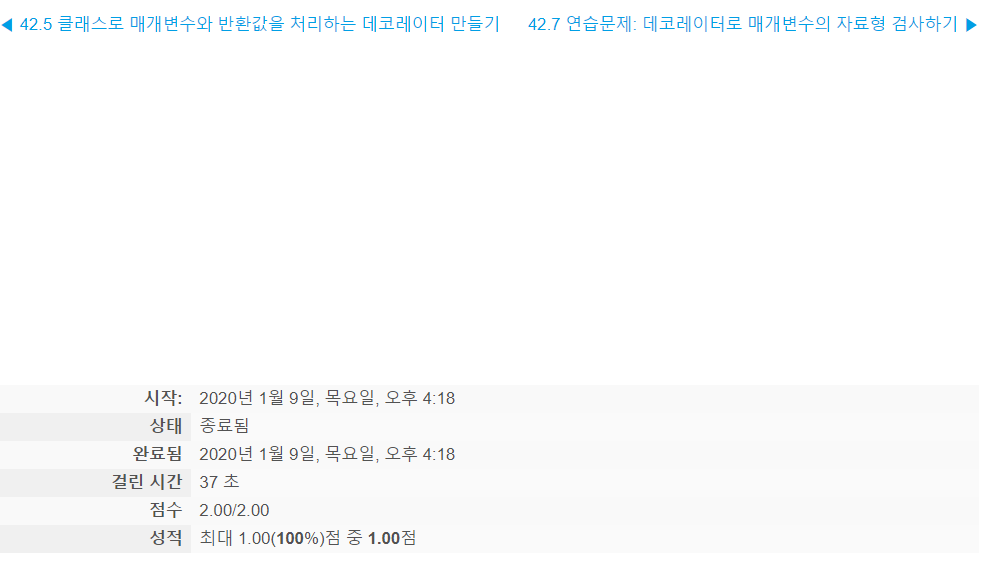 ◀ 42.5 클래스로 매개변수와 반환값을 처리하는 데코레이터 만들기 42.7 연습문제: 데코레이터로 매개변수의 자료형 검사하기 ▶
시작: 2020년 1월 9일, 목요일, 오후 4:18
상태 종료됨
완료됨 2020년 1월 9일, 목요일, 오후 4:18
걸린 시간 37 초
점수 2.00/2.00
성적 최대 1.00(100%)점 중 1.00점